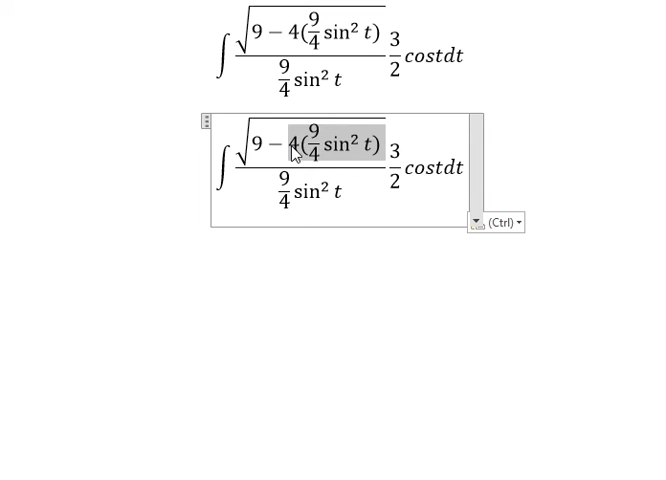 ∫ √(9 − 4(9/4 sin² t)) / (9/4 sin² t) 3/2 costdt
∫ √(9 − 4(9/4 sin² t)) / (9/4 sin² t) 3/2 costdt
(Ctrl)